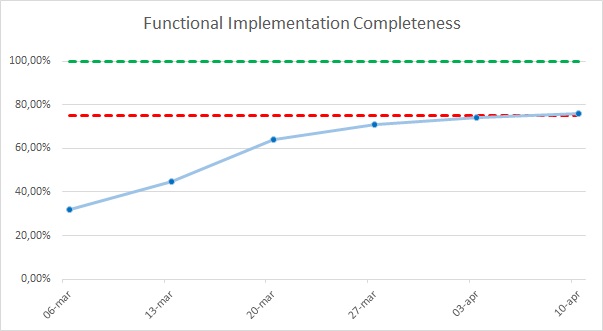 Functional Implementation Completeness
100,00%
80,00%
60,00%
40,00%
20,00%
0,00%
06-mar
13-mar
20-mar
27-mar
03-apr
10-apr